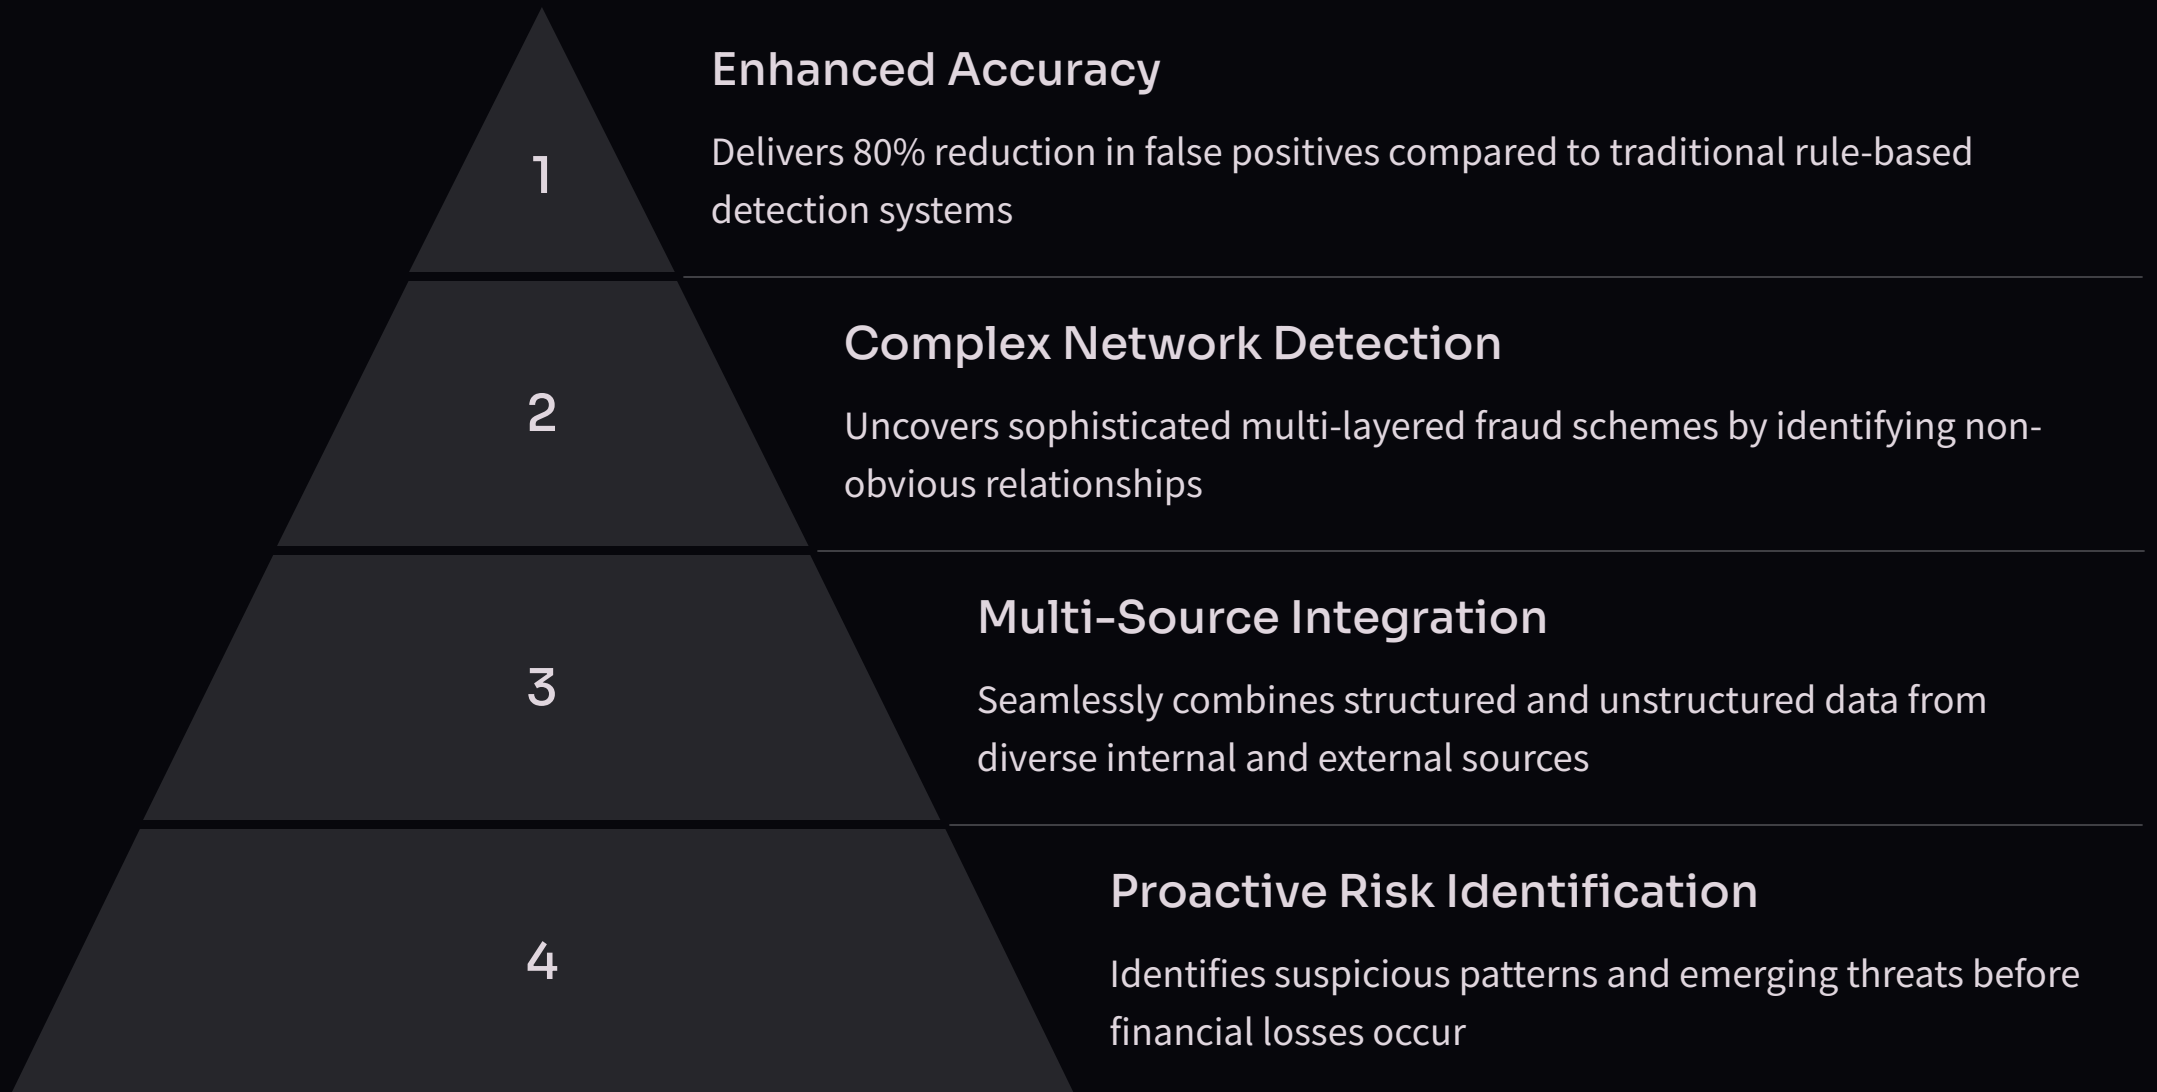 1
Enhanced Accuracy
Delivers 80% reduction in false positives compared to traditional rule-based
detection systems
2
Complex Network Detection
Uncovers sophisticated multi-layered fraud schemes by identifying non-
obvious relationships
3
Multi-Source Integration
Seamlessly combines structured and unstructured data from
diverse internal and external sources
4
Proactive Risk Identification
Identifies suspicious patterns and emerging threats before
financial losses occur